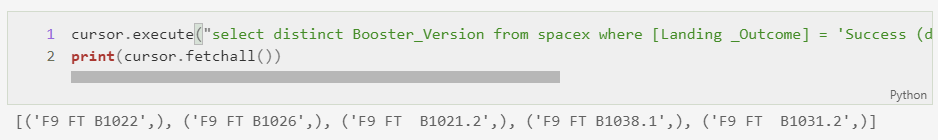 1 cursor.execute("select distinct Booster_Version from spacex where [Landing _Outcome] = 'Success (d
2 print(cursor.fetchall())
Python
[('F9 FT B1022',), ('F9 FT B1026',), ('F9 FT  B1021.2',), ('F9 FT B1038.1',), ('F9 FT  B1031.2',)]